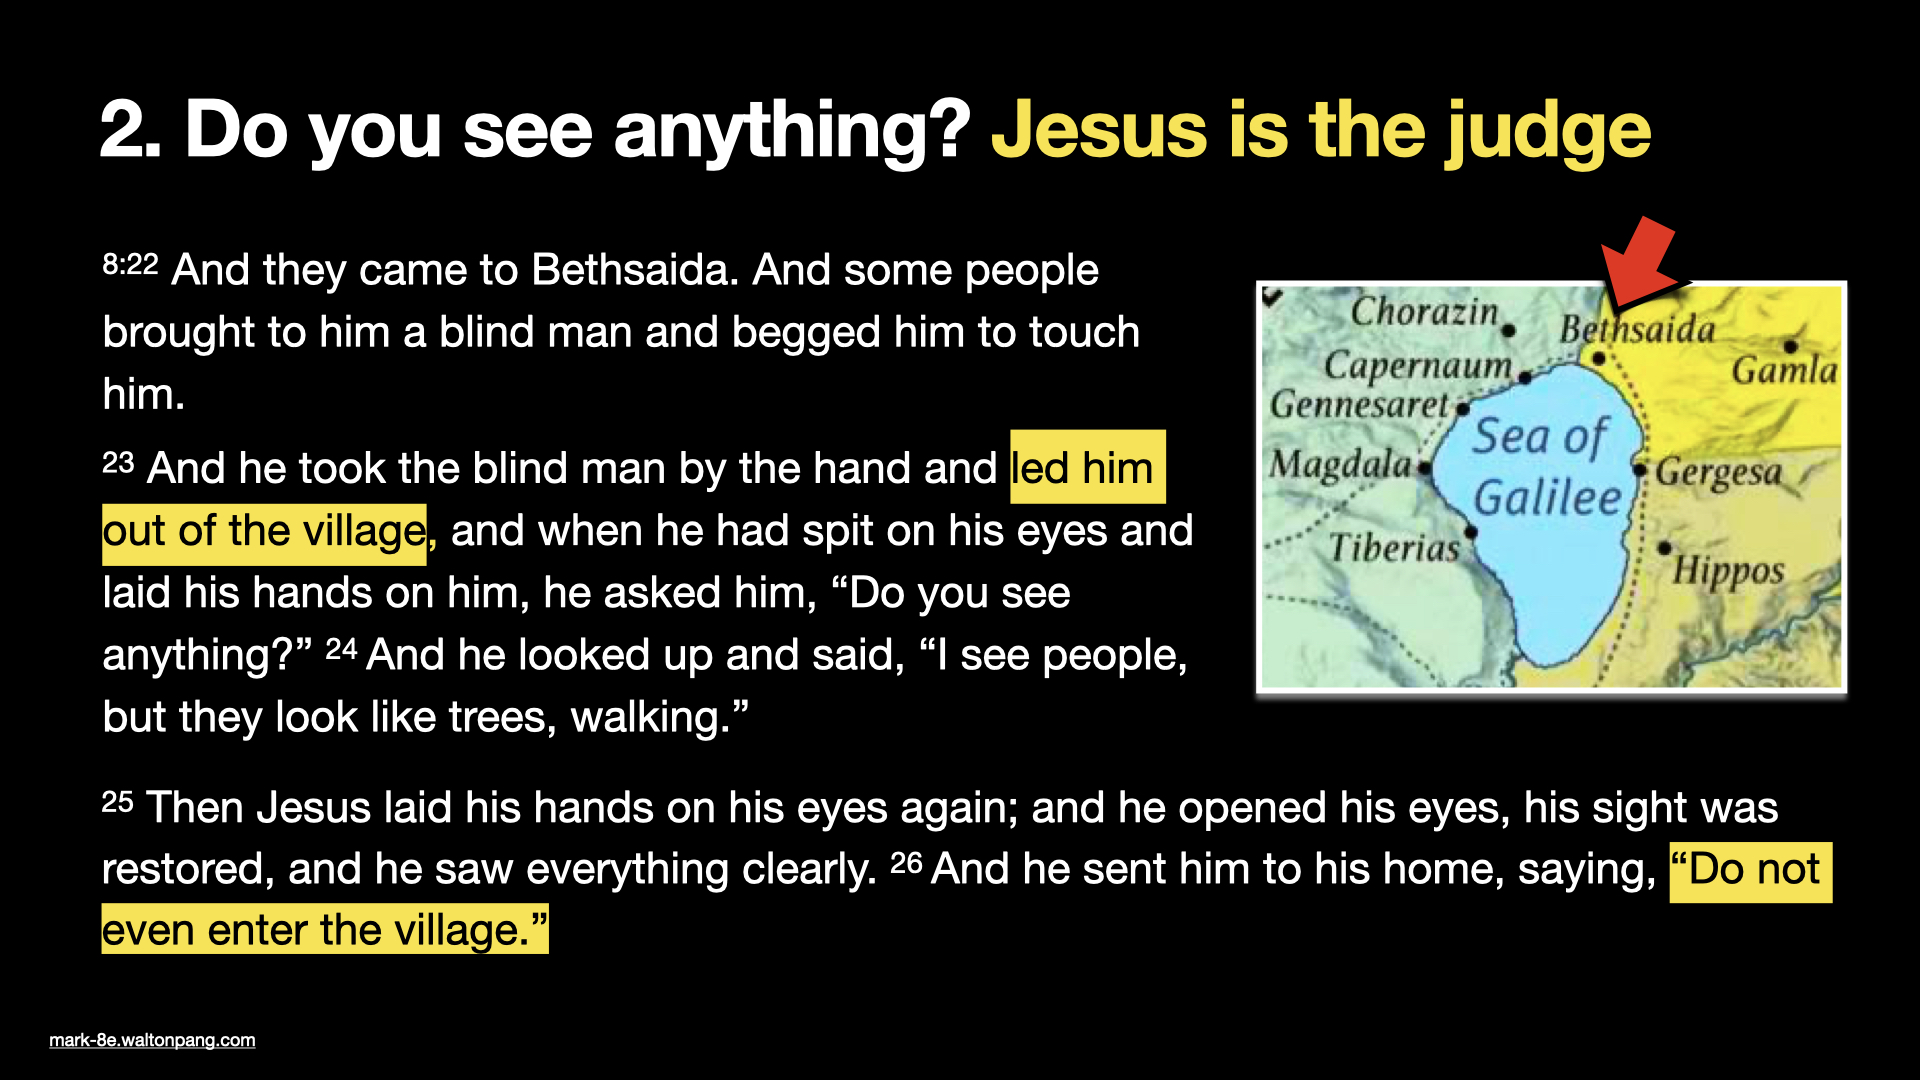 2. Do you see anything? Jesus is the judge
8:22 And they came to Bethsaida. And some people
brought to him a blind man and begged him to touch
him.
23 And he took the blind man by the hand and led him
out of the village, and when he had spit on his eyes and
laid his hands on him, he asked him, “Do you see
anything?” 24 And he looked up and said, “I see people,
but they look like trees, walking.”
Chorazin
Bethsaida
Capernaum
Gamla
Gennesaret
Sea of
Galilee
Magdala
Gergesa
Tiberias
Hippos
25 Then Jesus laid his hands on his eyes again; and he opened his eyes, his sight was
restored, and he saw everything clearly. 26 And he sent him to his home, saying, “Do not
even enter the village.”
mark-8e.waltonpang.com